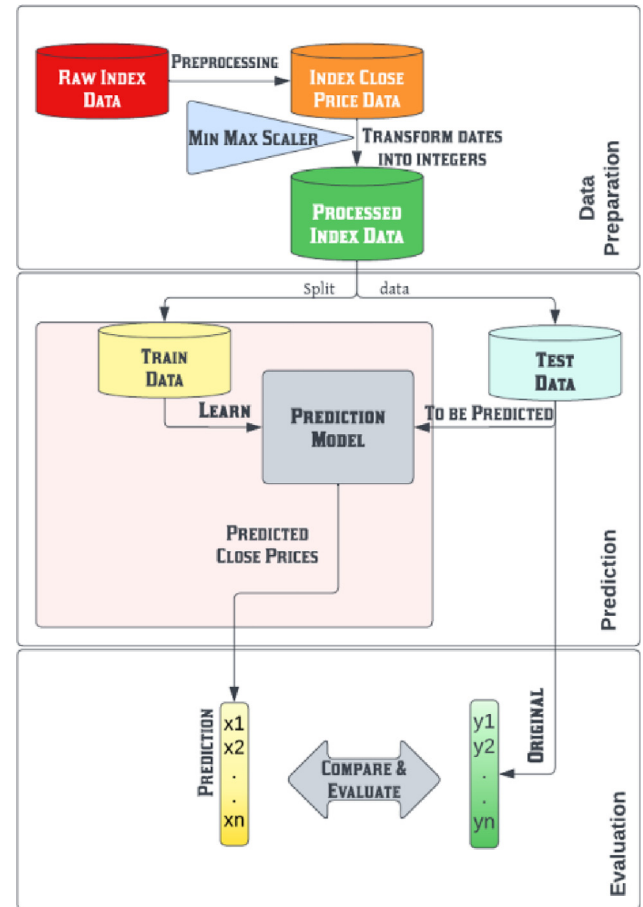 PREPROCESSING
RAW INDEX
DATA
INDEX CLOSE
PRICE DATA
MIN MAX SCALER
TRANSFORM DATES
INTO INTEGERS
PROCESSED
INDEX DATA
Data
Preparation
Split data
TRAIN
DATA
TEST
DATA
LEARN
PREDICTION
MODEL
TO BE PREDICTED
PREDICTED
CLOSE PRICES
Prediction
PREDICTION
x1
x2
.
.
xn
COMPARE &
EVALUATE
y1
y2
.
.
yn
ORIGINAL
Evaluation